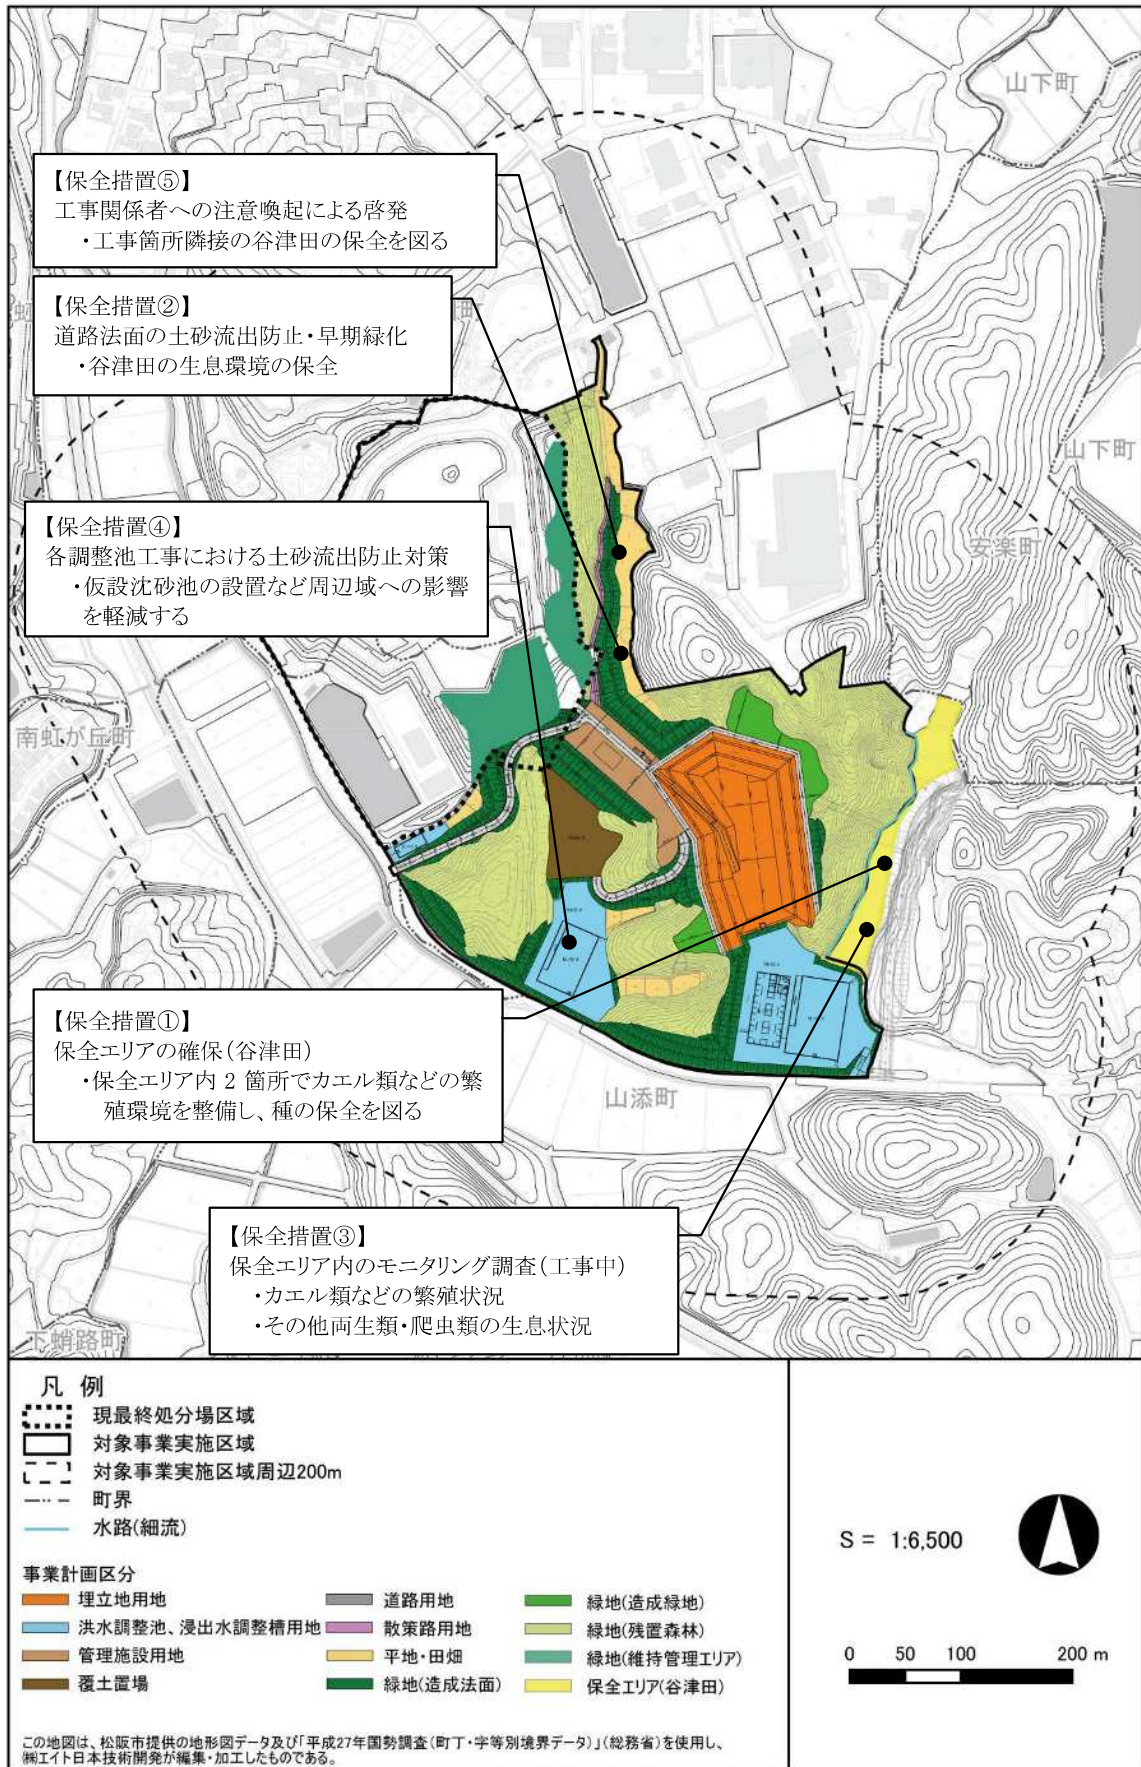 山下町
【保全措置⑤】
工事関係者への注意喚起による啓発
・工事箇所隣接の谷津田の保全を図る
【保全措置②】
道路法面の土砂流出防止・早期緑化
・谷津田の生息環境の保全
山下町
【保全措置④】
各調整池工事における土砂流出防止対策
・仮設沈砂池の設置など周辺域への影響
を軽減する
安楽町
南虹が丘町
【保全措置①】
保全エリアの確保(谷津田)
・保全エリア内 2 箇所でカエル類などの繁
殖環境を整備し、種の保全を図る
山添町
【保全措置③】
保全エリア内のモニタリング調査(工事中)
・カエル類などの繁殖状況
・その他両生類・爬虫類の生息状況
下蛸路町
凡 例
現最終処分場区域
対象事業実施区域
対象事業実施区域周辺200m
町界
水路(細流)
事業計画区分
埋立地用地
洪水調整池、浸出水調整槽用地
管理施設用地
覆土置場
道路用地
散策路用地
平地・田畑
緑地(造成法面)
緑地(造成緑地)
緑地(残置森林)
緑地(維持管理エリア)
保全エリア(谷津田)
S = 1:6,500
0 50 100 200 m
この地図は、松阪市提供の地形図データ及び「平成27年国勢調査(町丁・字等別境界データ)」(総務省)を使用し、
㈱エイト日本技術開発が編集・加工したものである。